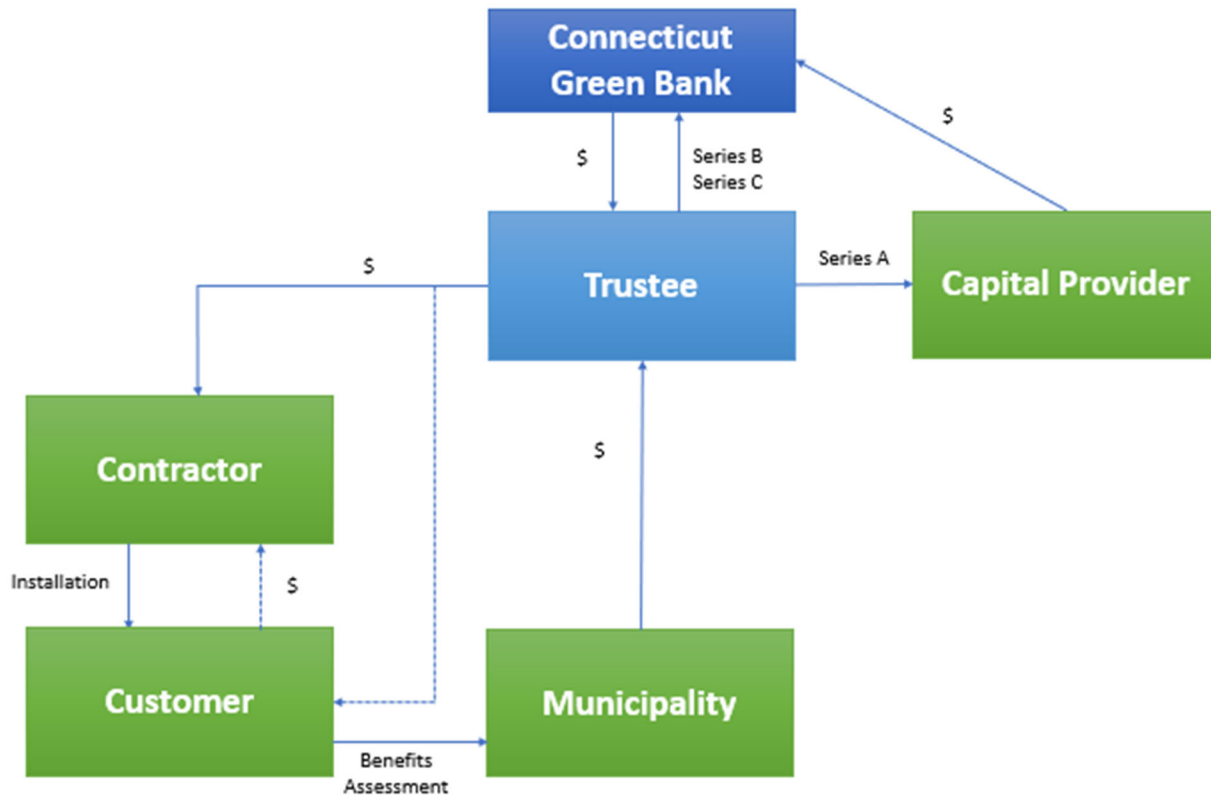 Connecticut
Green Bank
$
$
Series B
Series C
$
Trustee
Series A
Capital Provider
$
Contractor
Installation
$
Customer
Municipality
Benefits
Assessment